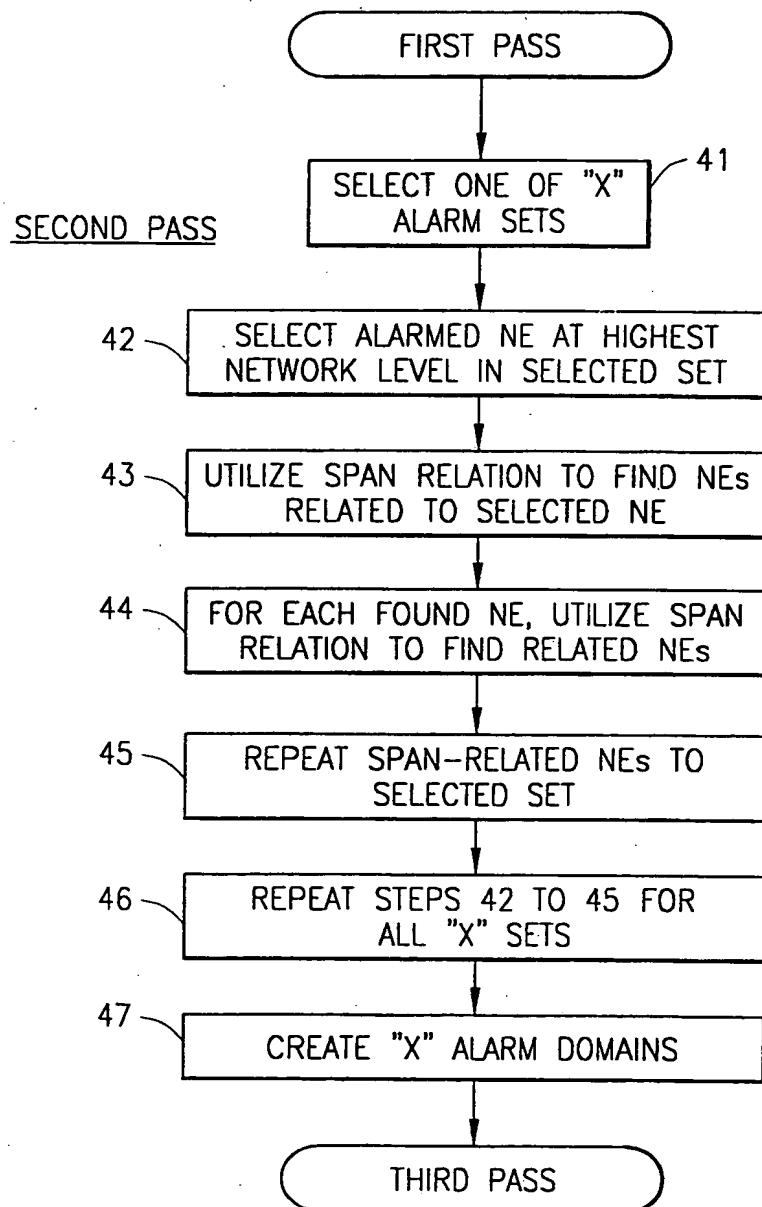 FIRST PASS
41
SELECT ONE OF "X"
ALARM SETS
SECOND PASS
42
SELECT ALARMED NE AT HIGHEST
NETWORK LEVEL IN SELECTED SET
43
UTILIZE SPAN RELATION TO FIND NEs
RELATED TO SELECTED NE
44
FOR EACH FOUND NE, UTILIZE SPAN
RELATION TO FIND RELATED NEs
45
REPEAT SPAN-RELATED NEs TO
SELECTED SET
46
REPEAT STEPS 42 TO 45 FOR
ALL "X" SETS
47
CREATE "X" ALARM DOMAINS
THIRD PASS